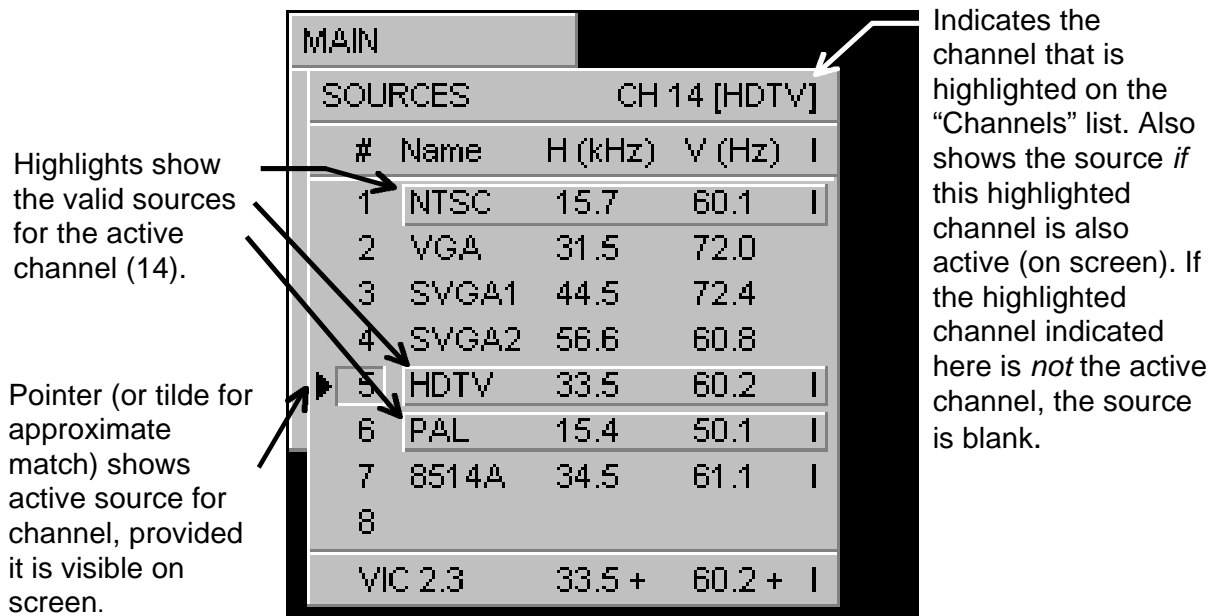 Highlights show
the valid sources
for the active
channel (14).
Pointer (or tilde for
approximate
match) shows
active source for
channel, provided
it is visible on
screen.
MAIN
SOURCES CH 14 [HDTV]
# Name H (kHz) V (Hz) I
1 NTSC 15.7 60.1 I
2 VGA 31.5 72.0
3 SVGA1 44.5 72.4
4 SVGA2 56.6 60.8
5 HDTV 33.5 60.2 I
6 PAL 15.4 50.1 I
7 8514A 34.5 61.1 I
8
VIC 2.3 33.5 + 60.2 + I
Indicates the
channel that is
highlighted on the
“Channels” list. Also
shows the source if
this highlighted
channel is also
active (on screen). If
the highlighted
channel indicated
here is not the active
channel, the source
is blank.